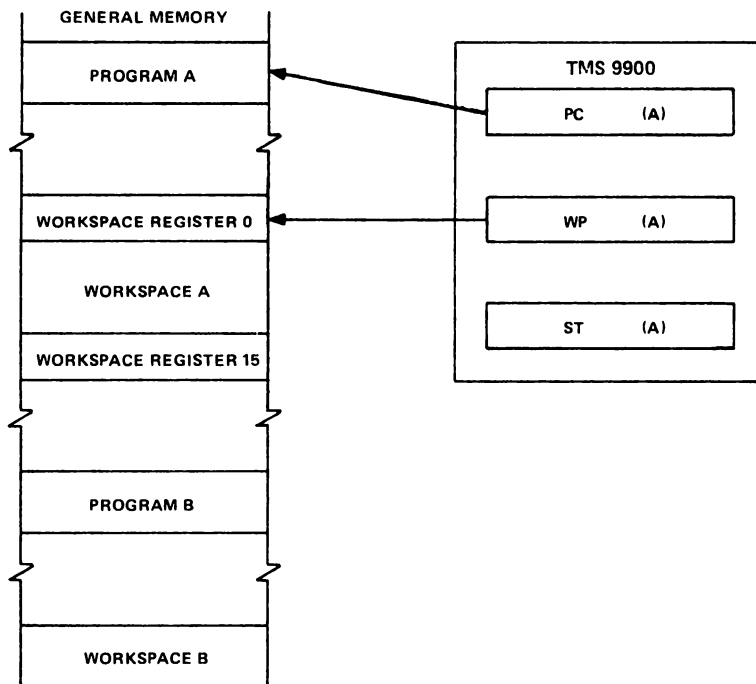 GENERAL MEMORY
PROGRAM A
WORKSPACE REGISTER 0
WORKSPACE A
WORKSPACE REGISTER 15
PROGRAM B
WORKSPACE B
TMS 9900
PC (A)
WP (A)
ST (A)